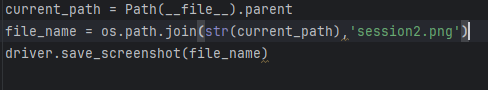 current_path = Path(__file__).parent
file_name = os.path.join(str(current_path),'session2.png')
driver.save_screenshot(file_name)